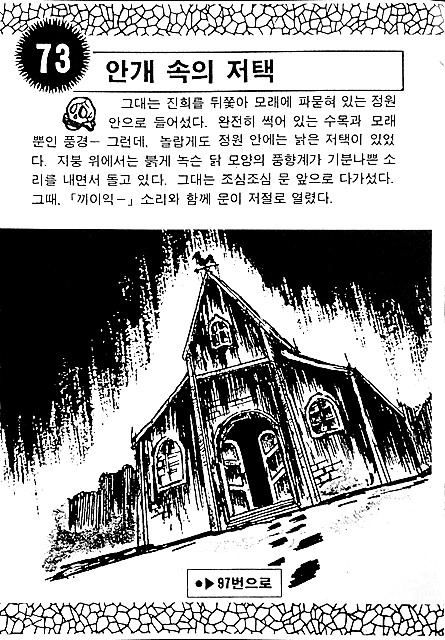 73
안개 속의 저택
그대는 진희를 뒤쫓아 모래에 파묻혀 있는 정원
안으로 들어섰다. 완전히 썩어 있는 수목과 모래
뿐인 풍경— 그런데, 놀랍게도 정원 안에는 낡은 저택이 있었
다. 지붕 위에서는 붉게 녹슨 닭 모양의 풍향계가 기분나쁜 소
리를 내면서 돌고 있다. 그대는 조심조심 문 앞으로 다가섰다.
그때, 「끼이익—」 소리와 함께 문이 저절로 열렸다.
●▶97번으로